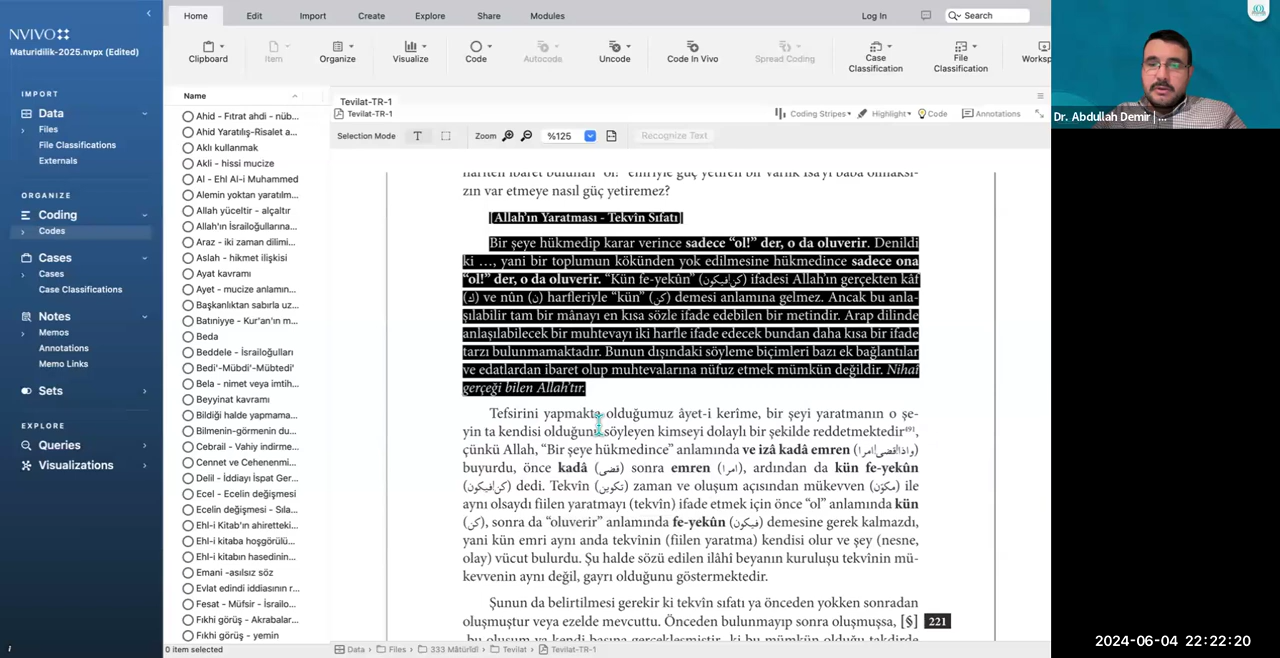 NVIVO
Maturidilik-2025.nvpx (Edited)
IMPORT
Data
Files
File Classifications
Externals
ORGANIZE
Coding
Codes
Cases
Cases
Case Classifications
Notes
Memos
Annotations
Memo Links
Sets
EXPLORE
Queries
Visualizations
Home Edit Import Create Explore Share Modules Log In Search
Clipboard Item Organize Visualize Code Autocode Uncode Code In Vivo Spread Coding Case Classification File Classification Worksp
Name
Ahid - Fıtrat ahdi - nüb...
Ahid Yaratılış-Risalet a...
Aklı kullanmak
Akli - hissi mucize
Al - Ehl Al-i Muhammed
Alemin yoktan yaratılm...
Allah yüceltir - alçaltır
Allah'ın İsrailoğullarına...
Araz - iki zaman dilimi...
Aslah - hikmet ilişkisi
Ayat kavramı
Ayet - mucize anlamın...
Başkanlıktan sabırla uz...
Batıniyye - Kur'an'ın m...
Beda
Beddele - İsrailoğulları
Bedi'-Mübdi'-Mübtedi'
Bela - nimet veya imtih...
Beyyinat kavramı
Bildiği halde yapmama...
Bilinenin-görmenin du...
Cebrail - Vahiy indirme...
Cennet ve Cehenenmi...
Delil - İddiayı İspat Ger...
Ecel - Ecelin değişmesi
Ecelin değişmesi - Sıla...
Ehl-i Kitab'ın ahiretteki...
Ehl-i kitaba hoşgörülü...
Ehl-i kitabın hasedinin...
Emani -asılsız söz
Evlat edindi iddiasının r...
Fesat - Müfsir - İsrailo...
Fıkhi görüş - Akrabalar...
Fıkhi görüş - yemin
0 item selected
Tevilat-TR-1
Tevilat-TR-1 Coding Stripes Highlight Code Annotations
Selection Mode T Zoom %125 Recognize Text
zın var etmeye nasıl güç yetiremez?
[Allah'ın Yaratması - Tekvîn Sıfatı]
Bir şeye hükmedip karar verince sadece “ol!” der, o da oluverir. Denildi
ki …, yani bir toplumun kökünden yok edilmesine hükmedince sadece ona
“ol!” der, o da oluverir. “Kün fe-yekûn” (كن فيكون) ifadesi Allah'ın gerçekten kâf
(ك) ve nûn (ن) harfleriyle “kün” (كن) demesi anlamına gelmez. Ancak bu anla-
şılabilir tam bir mânayı en kısa sözle ifade edebilen bir metindir. Arap dilinde
anlaşılabilecek bir muhtevayı iki harfle ifade edecek bundan daha kısa bir ifade
tarzı bulunmamaktadır. Bunun dışındaki söyleme biçimleri bazı ek bağlantılar
ve edatlardan ibaret olup muhtevalarına nüfuz etmek mümkün değildir. Nihaî
gerçeği bilen Allah'tır.
Tefsirini yapmakta olduğumuz âyet-i kerîme, bir şeyi yaratmanın o şe-
yin ta kendisi olduğunu söyleyen kimseyi dolaylı bir şekilde reddetmektedir,
çünkü Allah, “Bir şeye hükmedince” anlamında ve izâ kadâ emren (واذا قضى امرا)
buyurdu, önce kadâ (قضى) sonra emren (امرا), ardından da kün fe-yekûn
(كن فيكون) dedi. Tekvîn (تكوين) zaman ve oluşum açısından mükevven (مكوّن) ile
aynı olsaydı fiilen yaratmayı (tekvîn) ifade etmek için önce “ol” anlamında kün
(كن), sonra da “oluverir” anlamında fe-yekûn (فيكون) demesine gerek kalmazdı,
yani kün emri aynı anda tekvînin (fiilen yaratma) kendisi olur ve şey (nesne,
olay) vücut bulurdu. Şu halde sözü edilen ilâhî beyanın kuruluşu tekvînin mü-
kevvenin aynı değil, gayrı olduğunu göstermektedir.
Şunun da belirtilmesi gerekir ki tekvîn sıfatı ya önceden yokken sonradan
oluşmuştur veya ezelde mevcuttu. Önceden bulunmayıp sonra oluşmuşsa, [§] 221
Data Files 333 Mâtürîdî Tevilat Tevilat-TR-1
Dr. Abdullah Demir | ...
2024-06-04 22:22:20